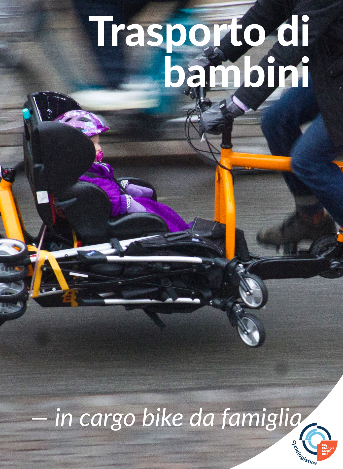 Trasporto di
bambini
— in cargo bike da famiglia